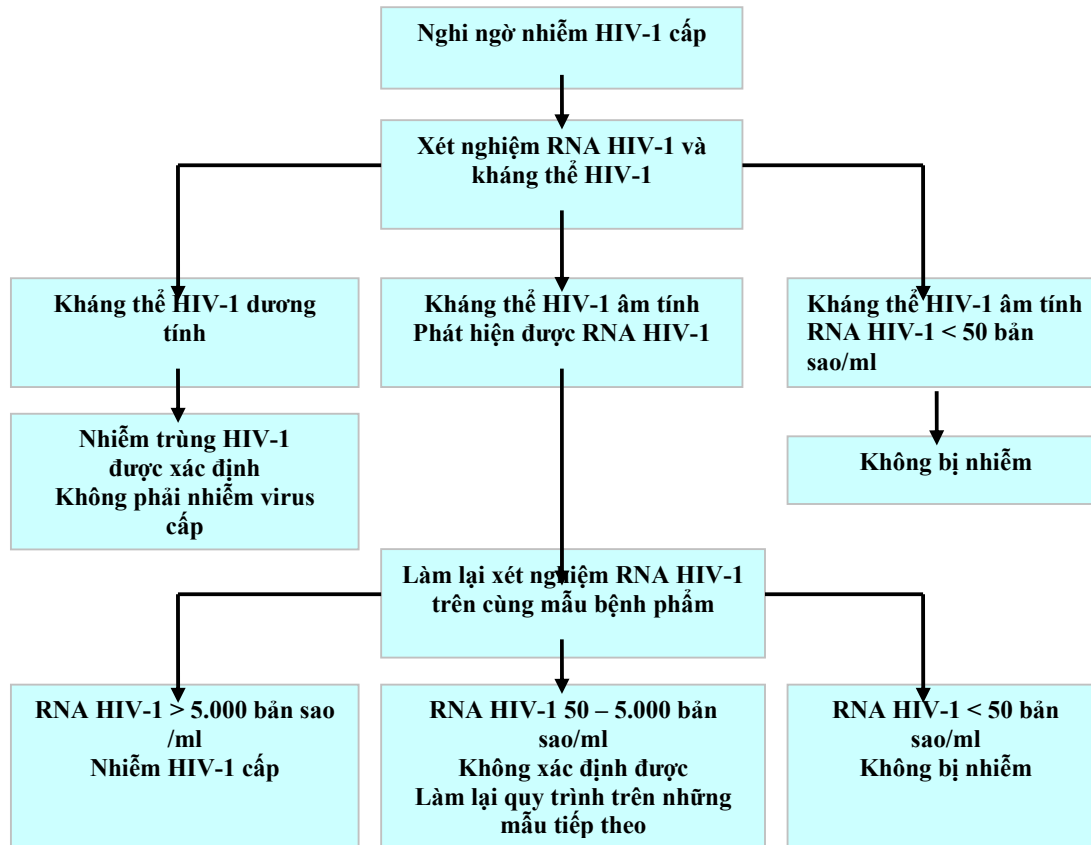 Nghi ngờ nhiễm HIV-1 cấp
Xét nghiệm RNA HIV-1 và
kháng thể HIV-1
Kháng thể HIV-1 dương
tính
Kháng thể HIV-1 âm tính
Phát hiện được RNA HIV-1
Kháng thể HIV-1 âm tính
RNA HIV-1 < 50 bản
sao/ml
Nhiễm trùng HIV-1
được xác định
Không phải nhiễm virus
cấp
Không bị nhiễm
Làm lại xét nghiệm RNA HIV-1
trên cùng mẫu bệnh phẩm
RNA HIV-1 > 5.000 bản sao
/ml
Nhiễm HIV-1 cấp
RNA HIV-1 50 – 5.000 bản
sao/ml
Không xác định được
Làm lại quy trình trên những
mẫu tiếp theo
RNA HIV-1 < 50 bản
sao/ml
Không bị nhiễm